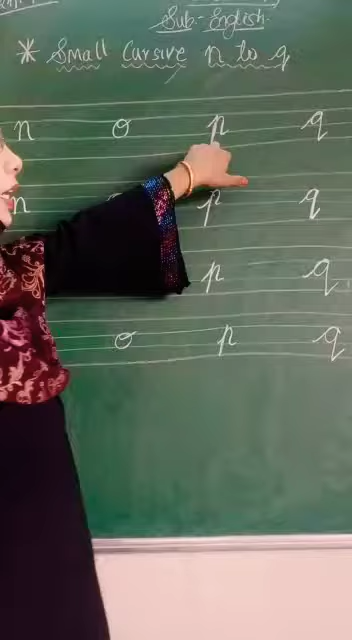 Sub:- English.
* Small Cursive n to q
n o p q
n p q
p q
o p q